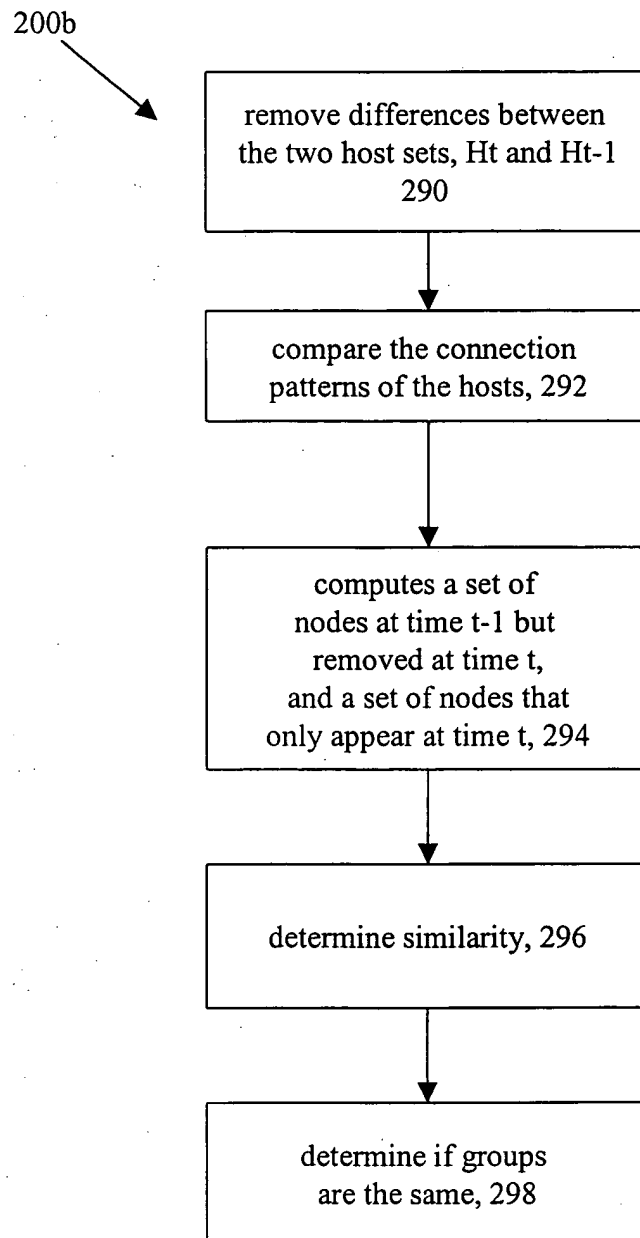 200b
remove differences between
the two host sets, Ht and Ht-1
290
compare the connection
patterns of the hosts, 292
computes a set of
nodes at time t-1 but
removed at time t,
and a set of nodes that
only appear at time t, 294
determine similarity, 296
determine if groups
are the same, 298